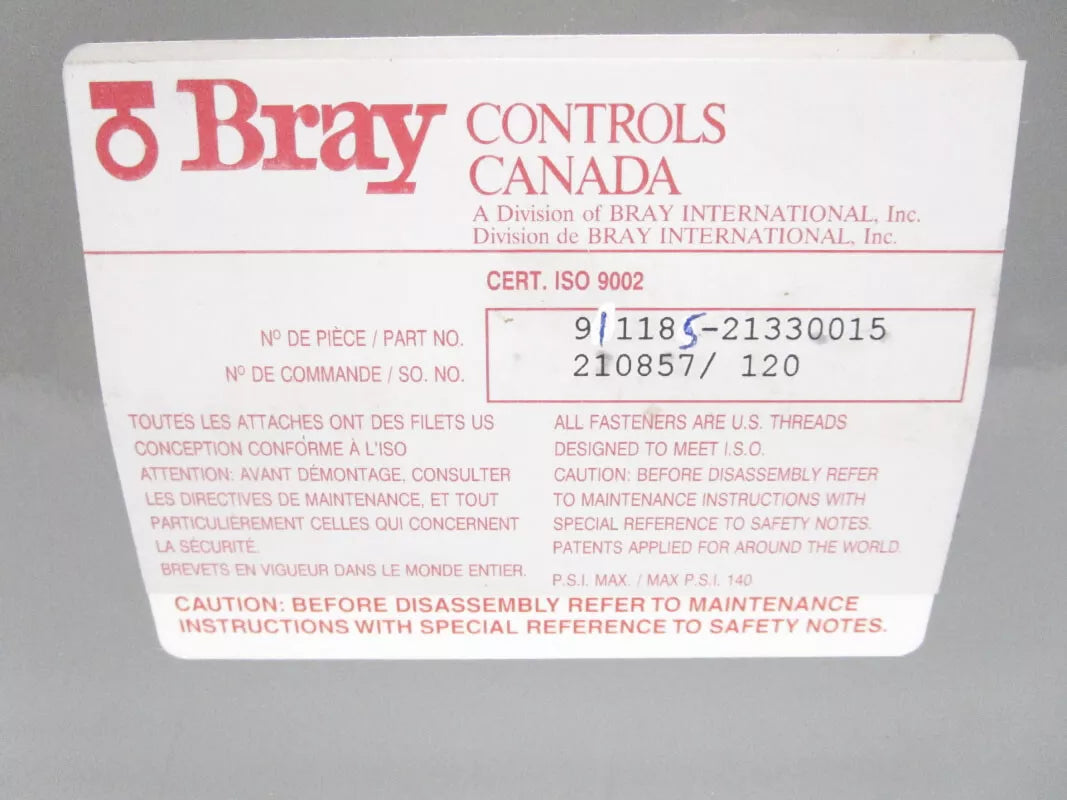 Bray CONTROLS
CANADA
A Division of BRAY INTERNATIONAL, Inc.
Division de BRAY INTERNATIONAL, Inc.
CERT. ISO 9002
Nº DE PIÈCE / PART NO. 9/1185-21330015
Nº DE COMMANDE / SO. NO. 210857/ 120
TOUTES LES ATTACHES ONT DES FILETS US
CONCEPTION CONFÓRME À L'ISO
ATTENTION: AVANT DÉMONTAGE, CONSULTER
LES DIRECTIVES DE MAINTENANCE, ET TOUT
PARTICULIÈREMENT CELLES QUI CONCERNENT
LA SÉCURITÉ.
BREVETS EN VIGUEUR DANS LE MONDE ENTIER.
ALL FASTENERS ARE U.S. THREADS
DESIGNED TO MEET I.S.O.
CAUTION: BEFORE DISASSEMBLY REFER
TO MAINTENANCE INSTRUCTIONS WITH
SPECIAL REFERENCE TO SAFETY NOTES.
PATENTS APPLIED FOR AROUND THE WORLD.
P.S.I. MAX. / MAX P.S.I. 140
CAUTION: BEFORE DISASSEMBLY REFER TO MAINTENANCE
INSTRUCTIONS WITH SPECIAL REFERENCE TO SAFETY NOTES.